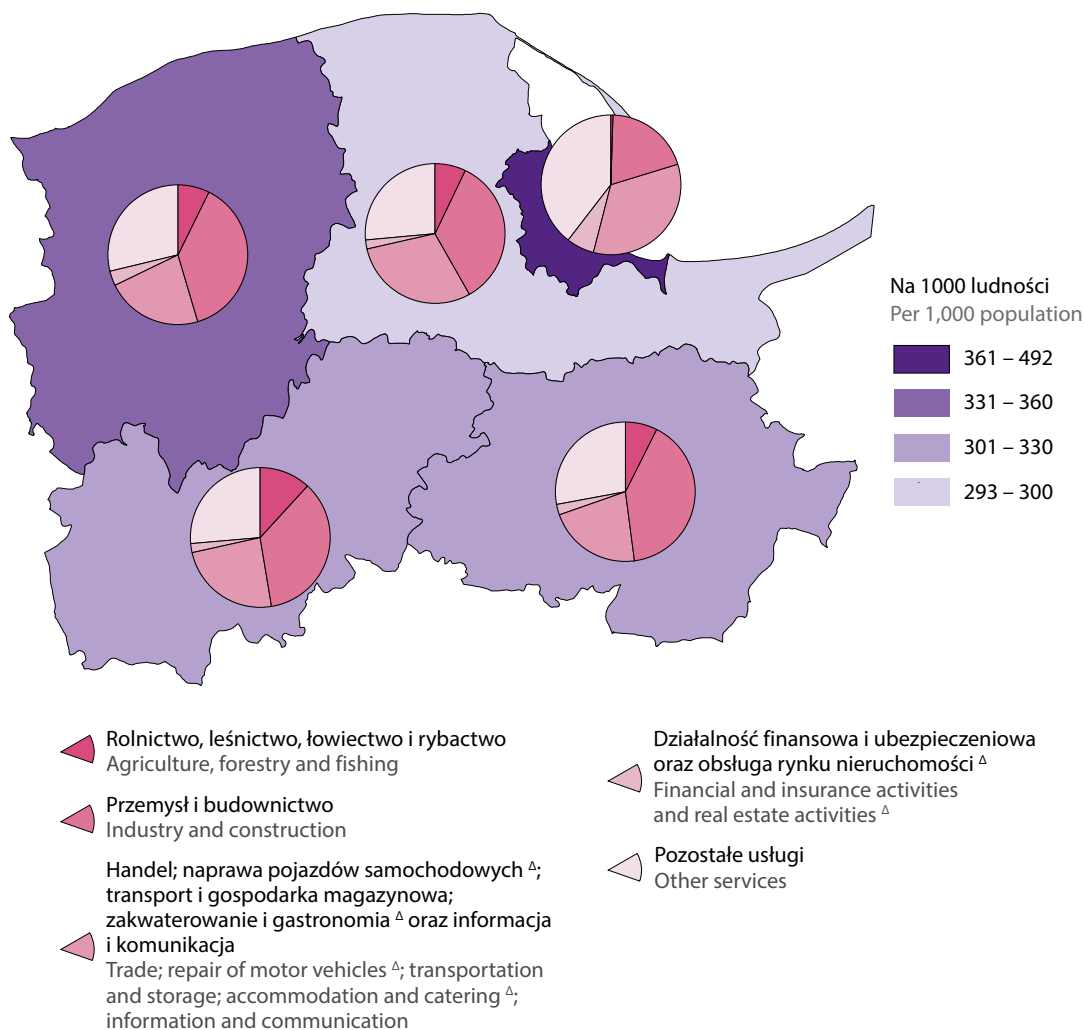 Na 1000 ludności
Per 1,000 population
361 – 492
331 – 360
301 – 330
293 – 300
Rolnictwo, leśnictwo, łowiectwo i rybactwo
Agriculture, forestry and fishing
Przemysł i budownictwo
Industry and construction
Handel; naprawa pojazdów samochodowych Δ;
transport i gospodarka magazynowa;
zakwaterowanie i gastronomia Δ oraz informacja
i komunikacja
Trade; repair of motor vehicles Δ; transportation
and storage; accommodation and catering Δ;
information and communication
Działalność finansowa i ubezpieczeniowa
oraz obsługa rynku nieruchomości Δ
Financial and insurance activities
and real estate activities Δ
Pozostałe usługi
Other services